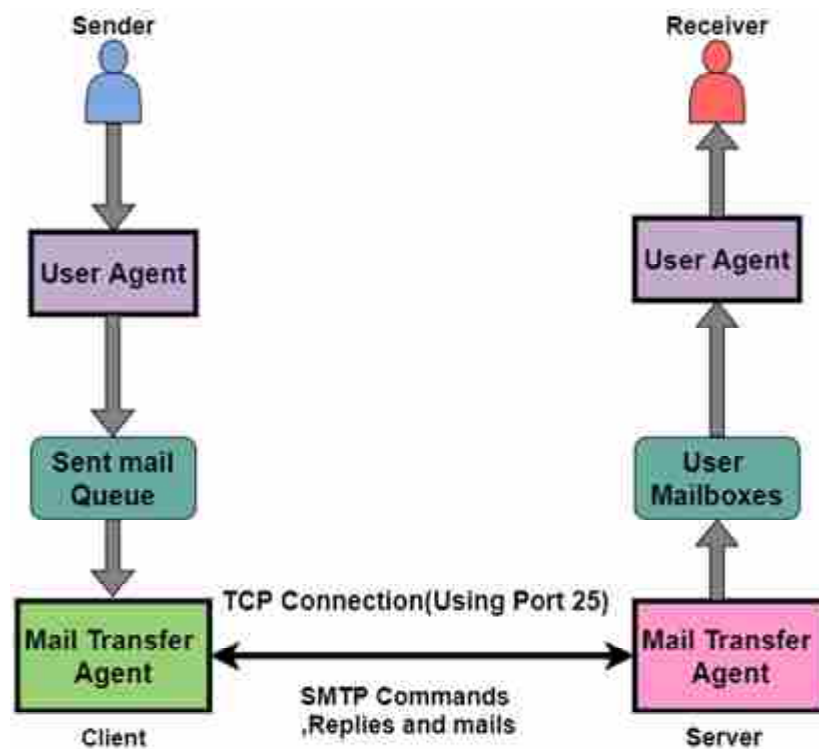 Sender
Receiver
User Agent
User Agent
Sent mail
Queue
User
Mailboxes
TCP Connection(Using Port 25)
Mail Transfer
Agent
Mail Transfer
Agent
SMTP Commands
,Replies and mails
Client
Server